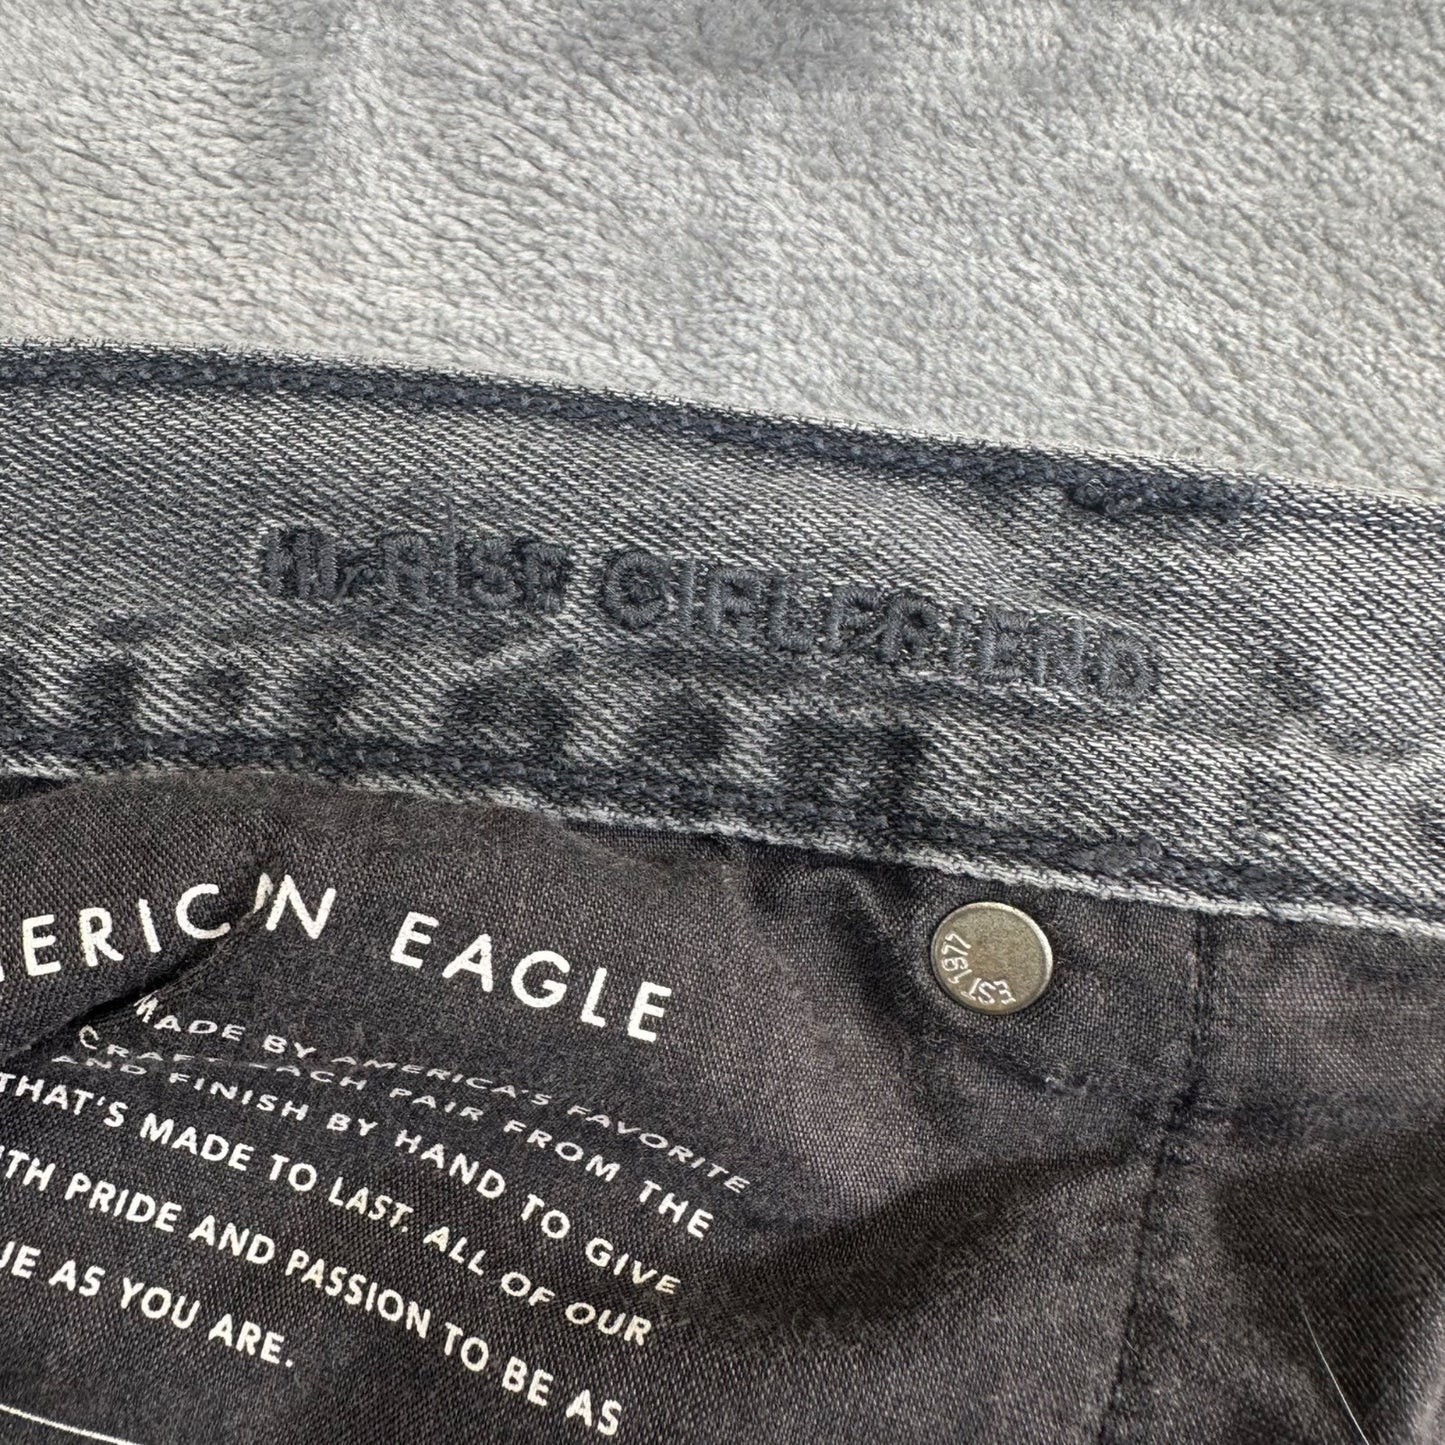 HI-RISE GIRLFRIEND
MERICAN EAGLE
MADE BY AMERICA'S FAVORITE
EACH PAIR FROM THE
AND FINISH BY HAND TO GIVE
THAT'S MADE TO LAST. ALL OF OUR
ITH PRIDE AND PASSION TO BE AS
UE AS YOU ARE.
EST 1977